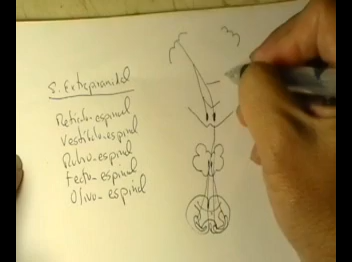 S. Extrapiramidal
Retículo-espinal
Vestíbulo-espinal
Rubro-espinal
Tecto-espinal
Olivo-espinal